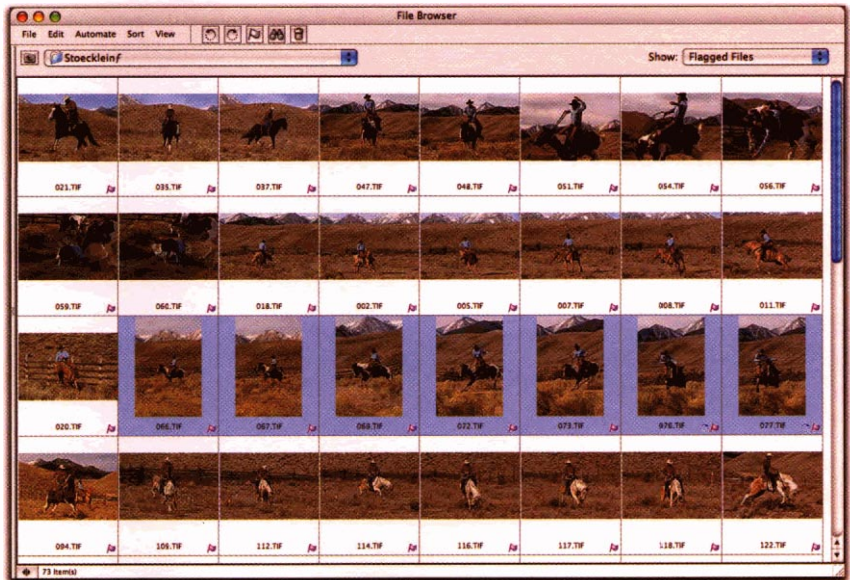 File Browser
File Edit Automate Sort View
Stoecklein
Show: Flagged Files
021.TIF 035.TIF 037.TIF 047.TIF 048.TIF 051.TIF 054.TIF 056.TIF
059.TIF 060.TIF 018.TIF 002.TIF 005.TIF 007.TIF 008.TIF 011.TIF
020.TIF 066.TIF 067.TIF 069.TIF 072.TIF 073.TIF 076.TIF 077.TIF
094.TIF 109.TIF 112.TIF 114.TIF 116.TIF 117.TIF 118.TIF 122.TIF
73 Item(s)